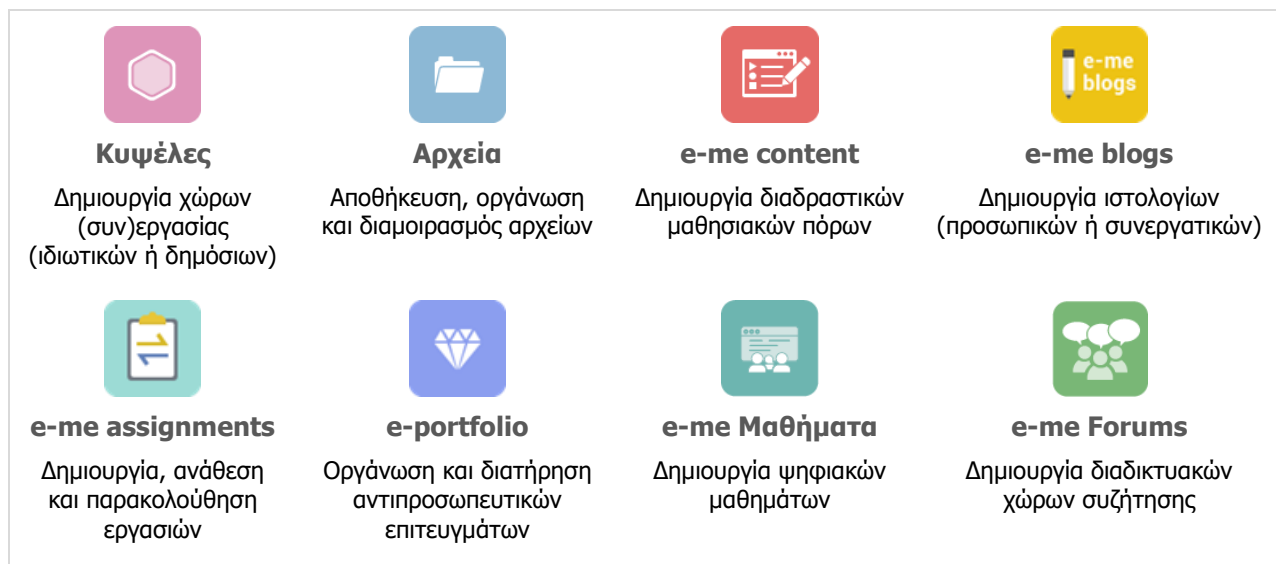 e-me
blogs
Κυψέλες
Αρχεία
e-me content
e-me blogs
Δημιουργία χώρων
(συν)εργασίας
(ιδιωτικών ή δημόσιων)
Αποθήκευση, οργάνωση
και διαμοιρασμός αρχείων
Δημιουργία διαδραστικών
μαθησιακών πόρων
Δημιουργία ιστολογίων
(προσωπικών ή συνεργατικών)
e-me assignments
e-portfolio
e-me Μαθήματα
e-me Forums
Δημιουργία, ανάθεση
και παρακολούθηση
εργασιών
Οργάνωση και διατήρηση
αντιπροσωπευτικών
επιτευγμάτων
Δημιουργία ψηφιακών
μαθημάτων
Δημιουργία διαδικτυακών
χώρων συζήτησης